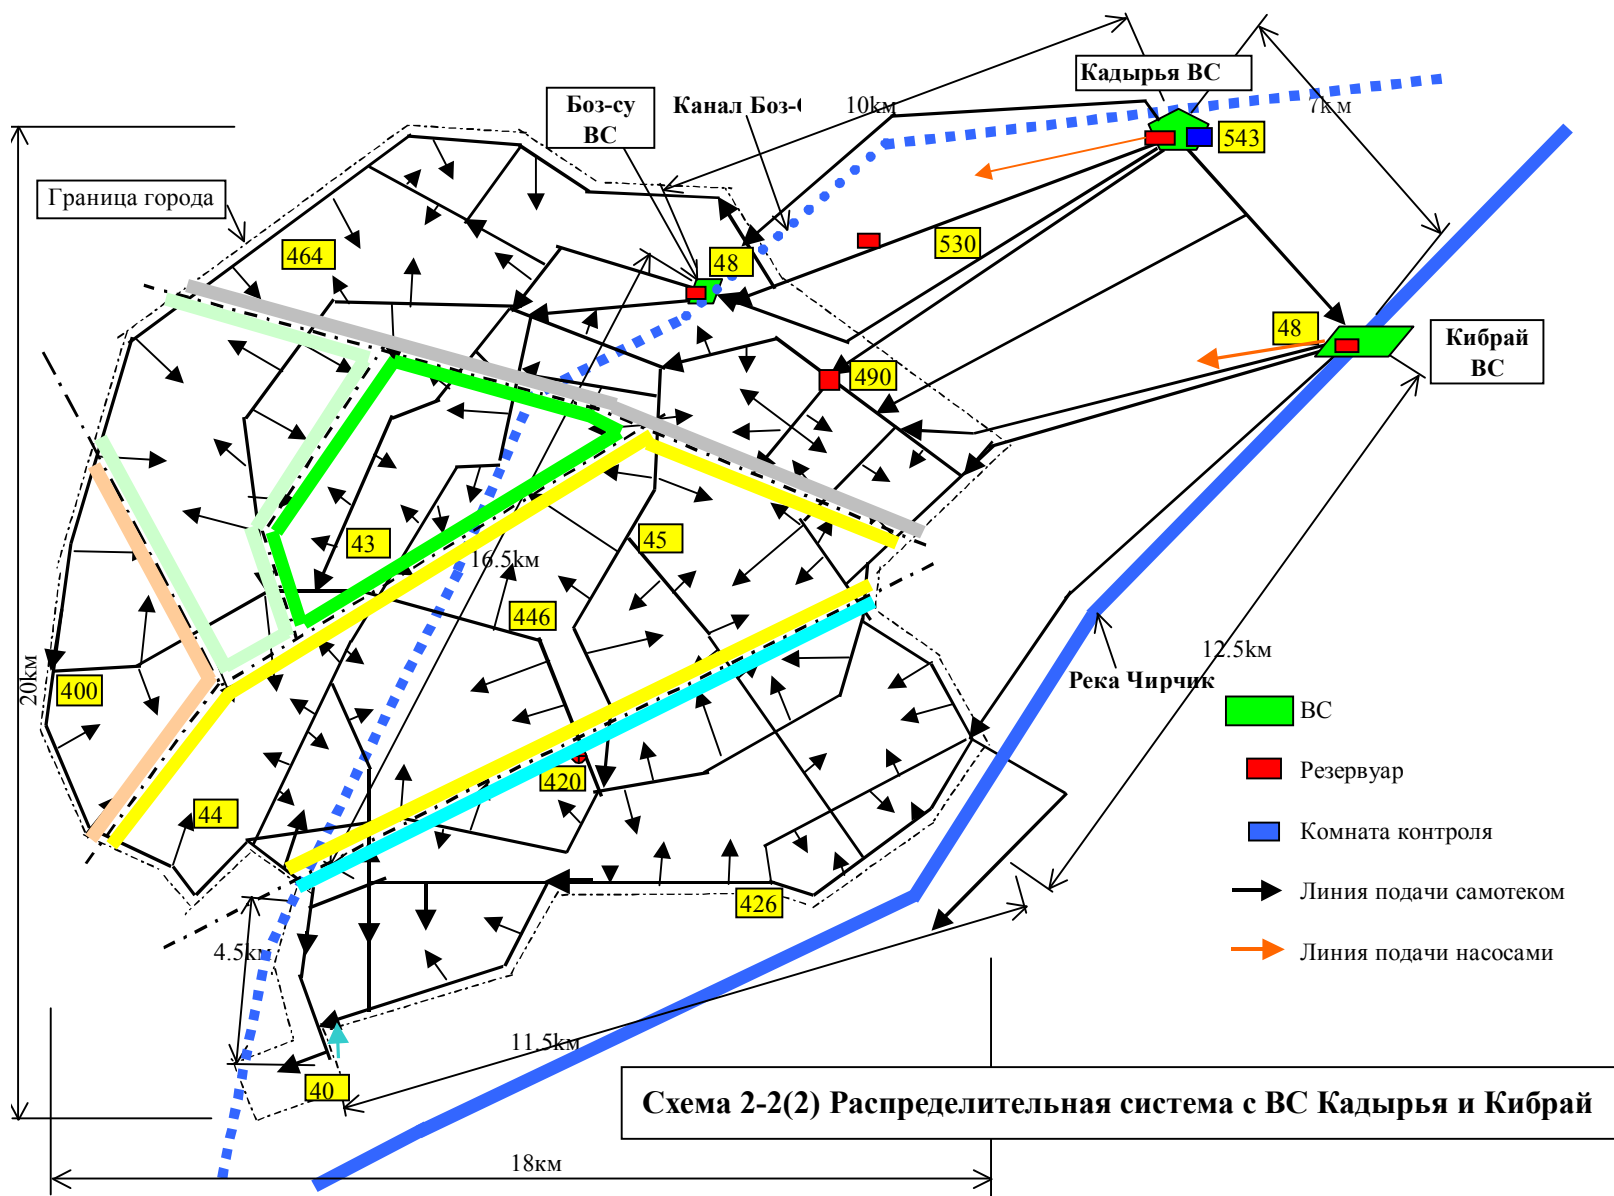 Кадырья ВС
Боз-су
ВС
Канал Боз-
10км
7км
543
Граница города
464
48
530
48
Кибрай
ВС
490
43
45
16.5км
446
20км
400
12.5км
Река Чирчик
ВС
Резервуар
420
44
Комната контроля
Линия подачи самотеком
426
4.5км
Линия подачи насосами
11.5км
40
Схема 2-2(2) Распределительная система с ВС Кадырья и Кибрай
18км